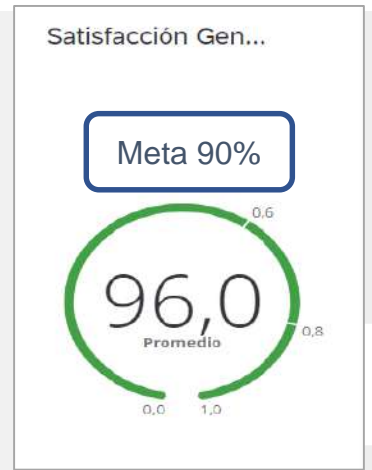 Satisfacción Gen...
Meta 90%
0,6
96,0
Promedio
0,8
0,0 1,0